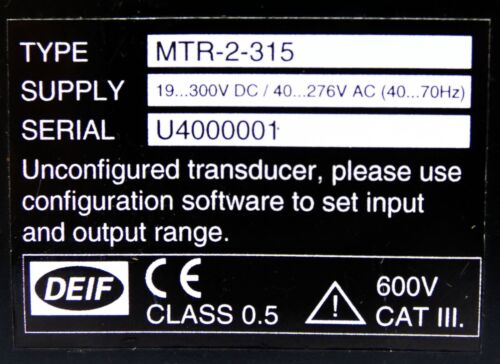 TYPE MTR-2-315
SUPPLY 19...300V DC / 40...276V AC (40...70Hz)
SERIAL U4000001
Unconfigured transducer, please use
configuration software to set input
and output range.
DEIF CE CLASS 0.5 ! 600V CAT III.